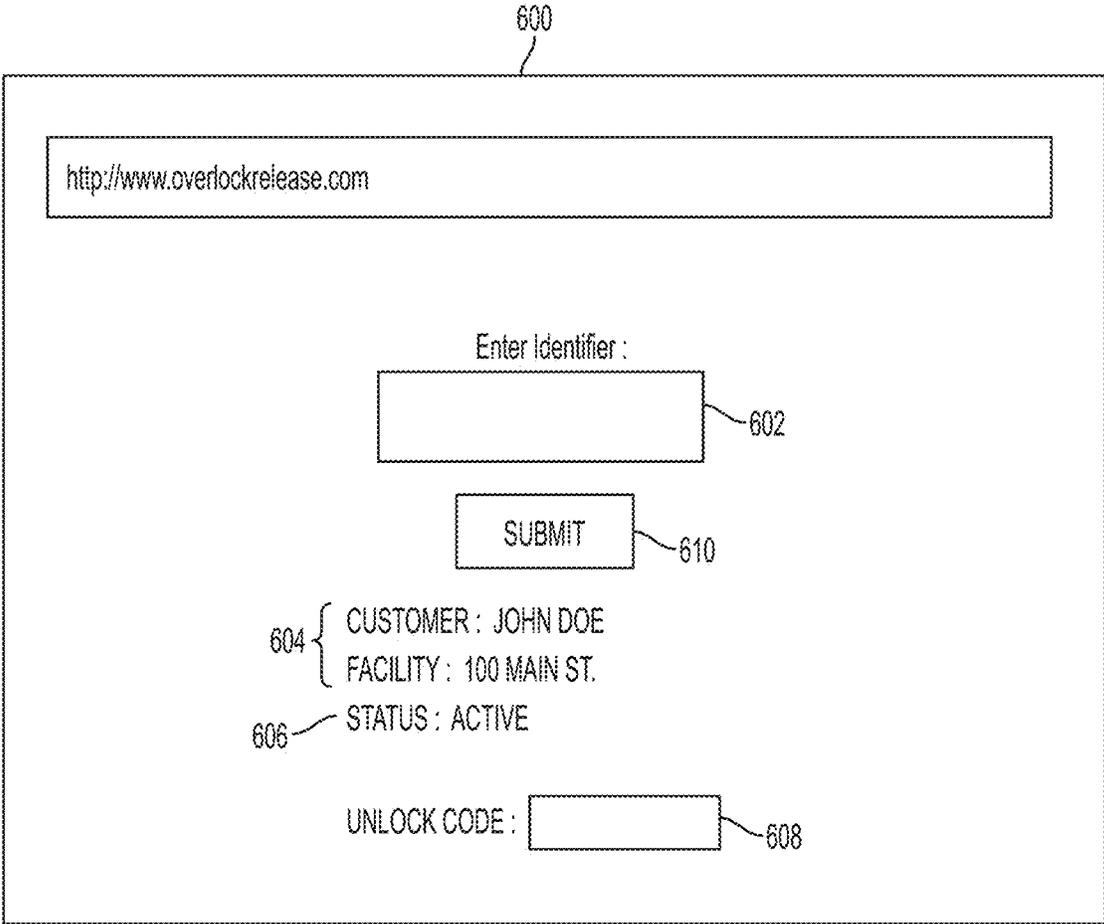 600
http://www.overlockrelease.com
Enter Identifier :
602
SUBMIT
610
604
CUSTOMER : JOHN DOE
FACILITY : 100 MAIN ST.
606
STATUS : ACTIVE
UNLOCK CODE :
608